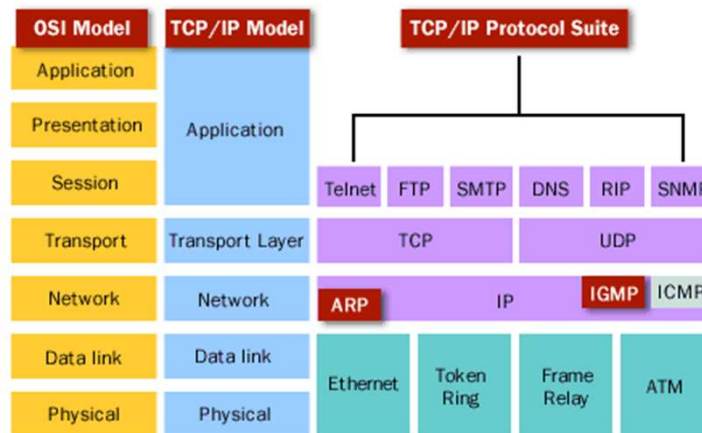 OSI Model TCP/IP Model TCP/IP Protocol Suite
Application
Presentation Application
Session Telnet FTP SMTP DNS RIP SNMP
Transport Transport Layer TCP UDP
Network Network ARP IP IGMP ICMP
Data link Data link Ethernet Token Ring Frame Relay ATM
Physical Physical